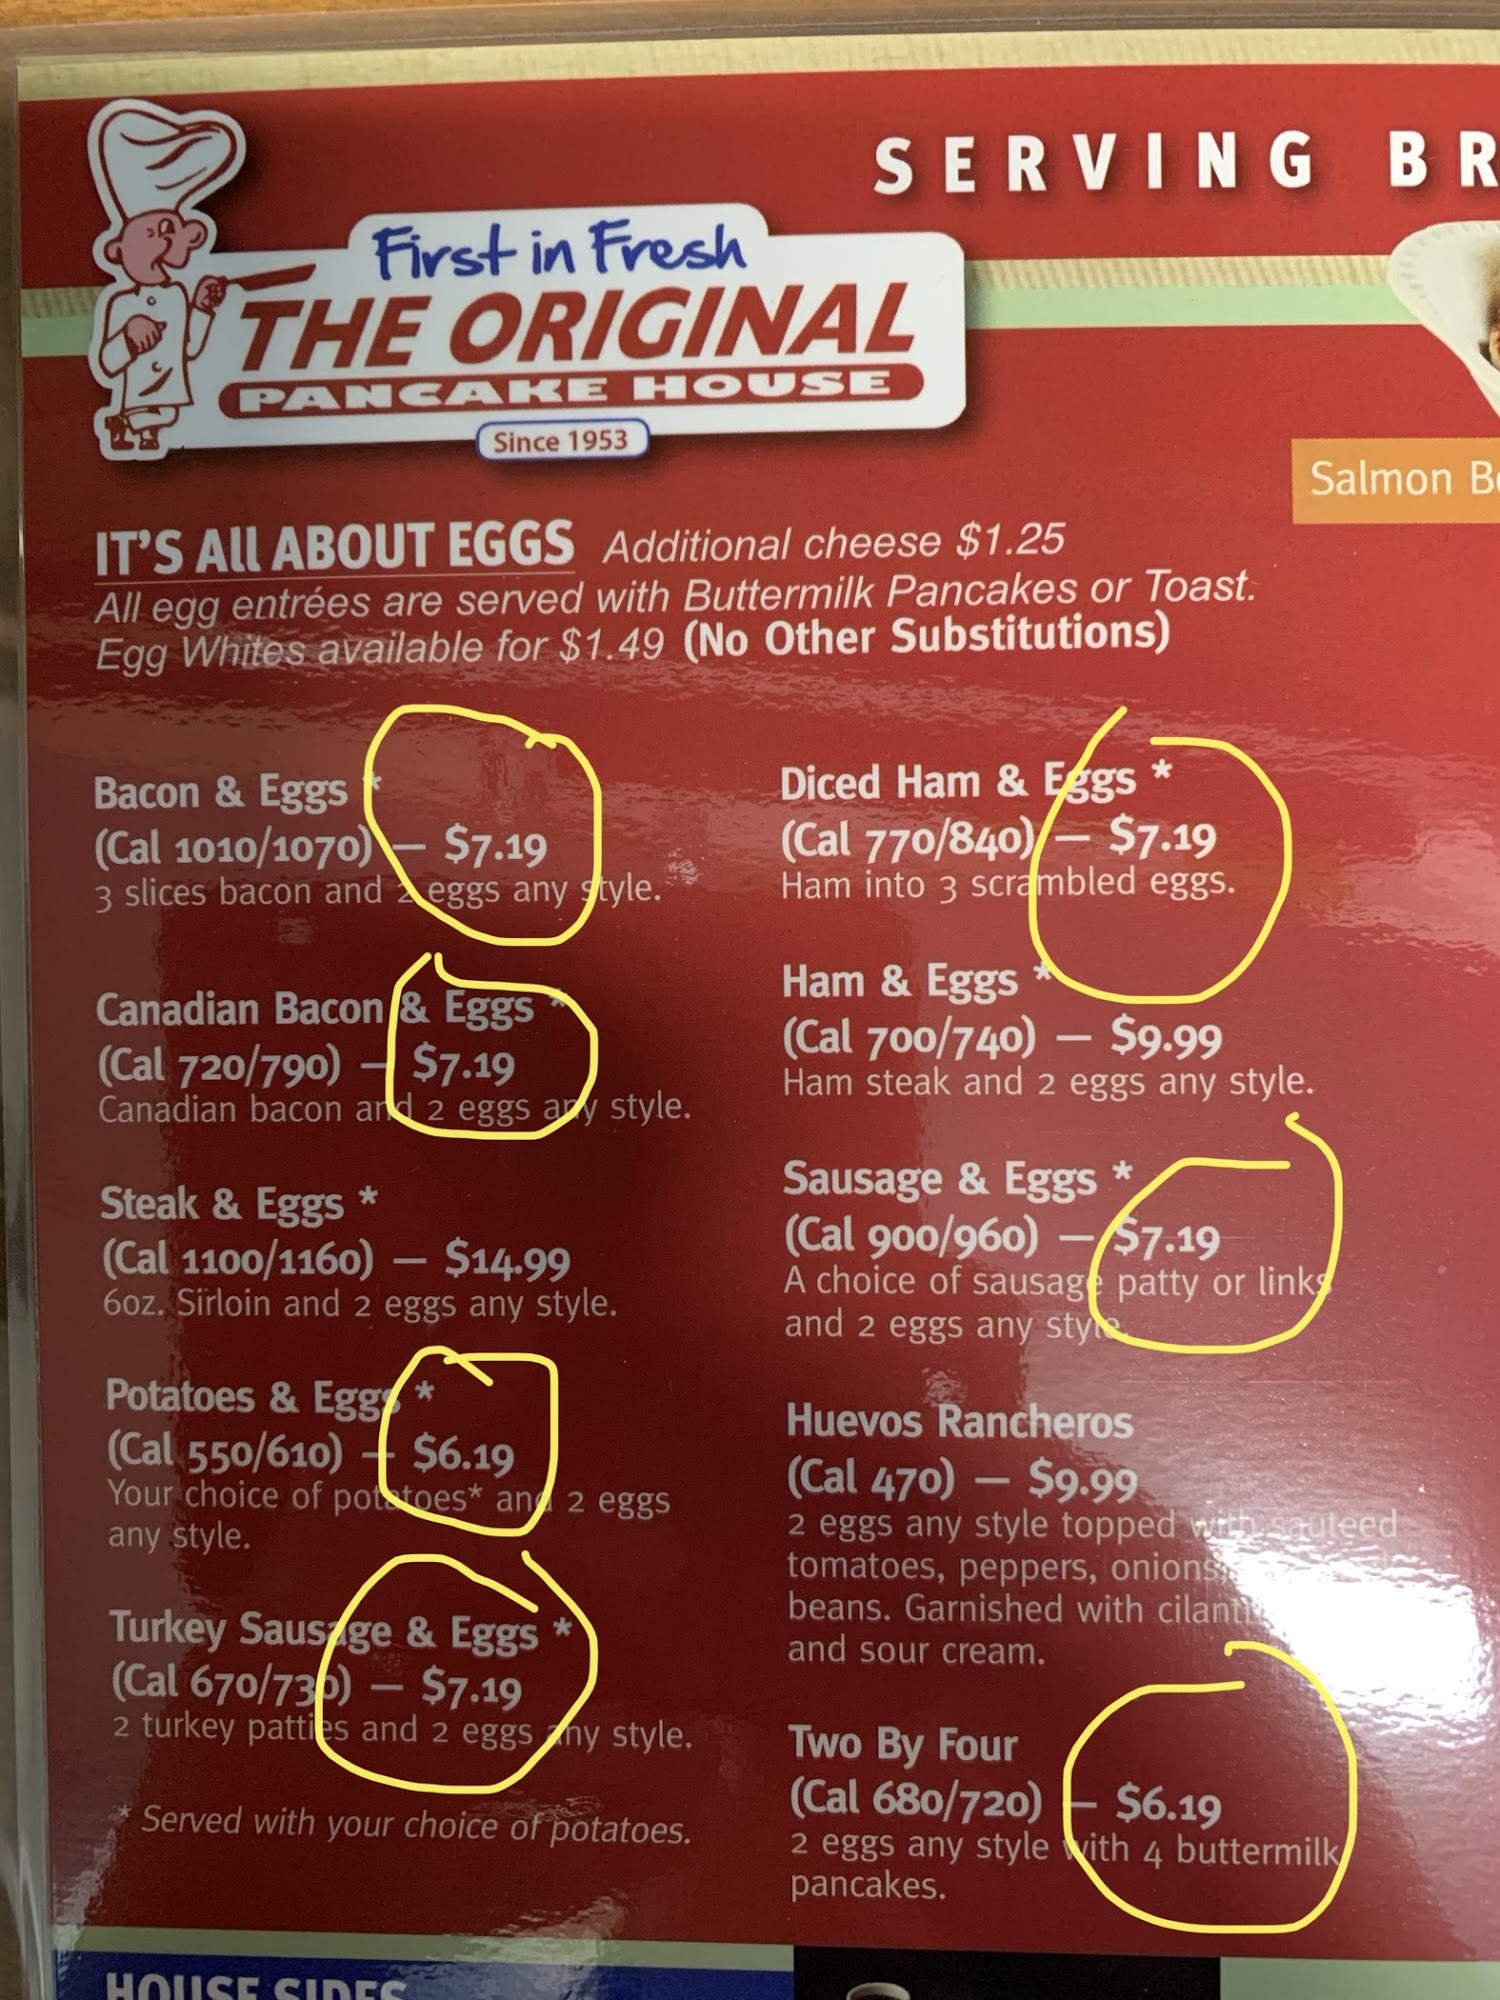 SERVING BR
First in Fresh
THE ORIGINAL
PANCAKE HOUSE
Since 1953
Salmon
IT'S All ABOUT EGGS Additional cheese $1.25
All egg entrées are served with Buttermilk Pancakes or Toast.
Egg Whites available for $1.49 (No Other Substitutions)
Bacon & Eggs *
(Cal 1010/1070) — $7.19
3 slices bacon and 2 eggs any style.
Canadian Bacon & Eggs *
(Cal 720/790) — $7.19
Canadian bacon and 2 eggs any style.
Steak & Eggs *
(Cal 1100/1160) — $14.99
6oz. Sirloin and 2 eggs any style.
Potatoes & Eggs *
(Cal 550/610) — $6.19
Your choice of potatoes* and 2 eggs
any style.
Turkey Sausage & Eggs *
(Cal 670/730) — $7.19
2 turkey patties and 2 eggs any style.
* Served with your choice of potatoes.
Diced Ham & Eggs *
(Cal 770/840) — $7.19
Ham into 3 scrambled eggs.
Ham & Eggs *
(Cal 700/740) — $9.99
Ham steak and 2 eggs any style.
Sausage & Eggs *
(Cal 900/960) — $7.19
A choice of sausage patty or links
and 2 eggs any style.
Huevos Rancheros
(Cal 470) — $9.99
2 eggs any style topped with sauteed
tomatoes, peppers, onions
beans. Garnished with
and sour cream.
Two By Four
(Cal 680/720) — $6.19
2 eggs any style with 4 buttermilk
pancakes.
HOUSE SIDES